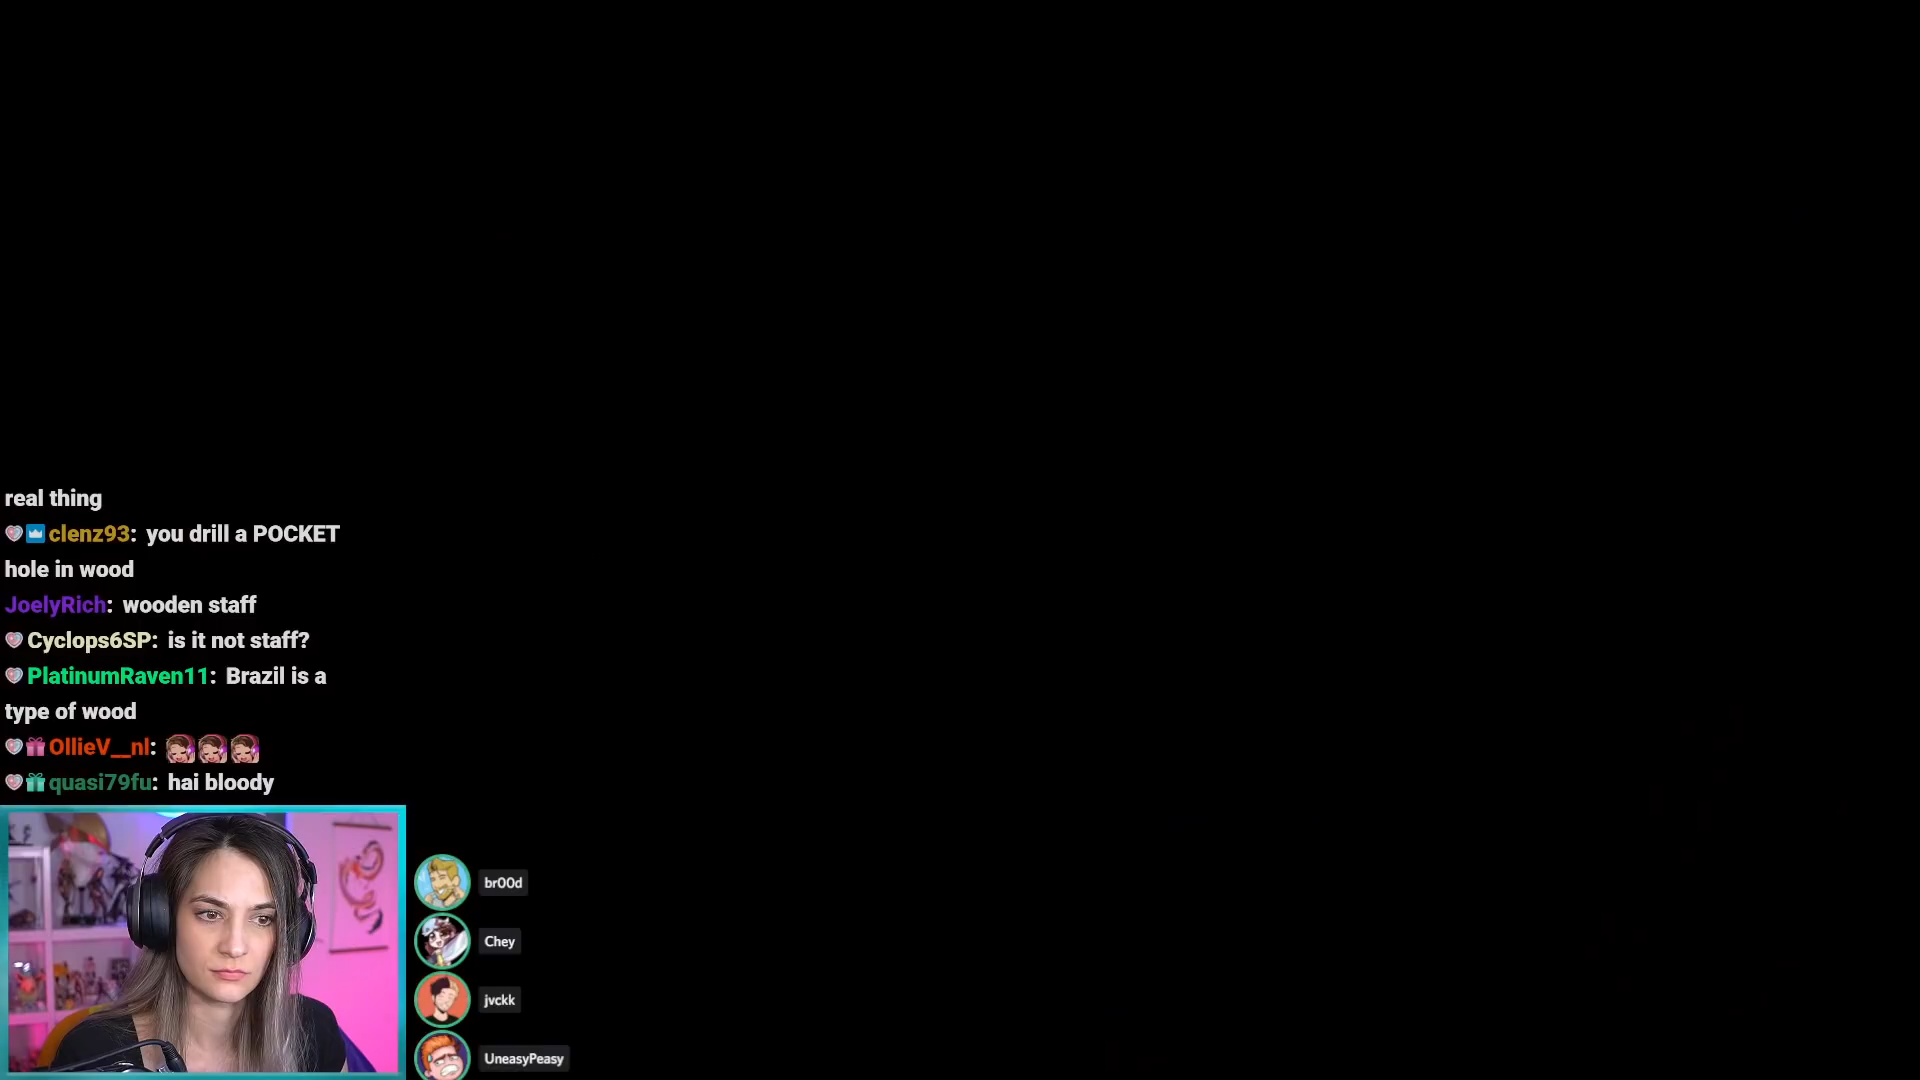 real thing
clenz93: you drill a POCKET
hole in wood
JoelyRich: wooden staff
Cyclops6SP: is it not staff?
PlatinumRaven11: Brazil is a
type of wood
OllieV__nl:
quasi79fu: hai bloody
br00d
Chey
jvckk
UneasyPeasy